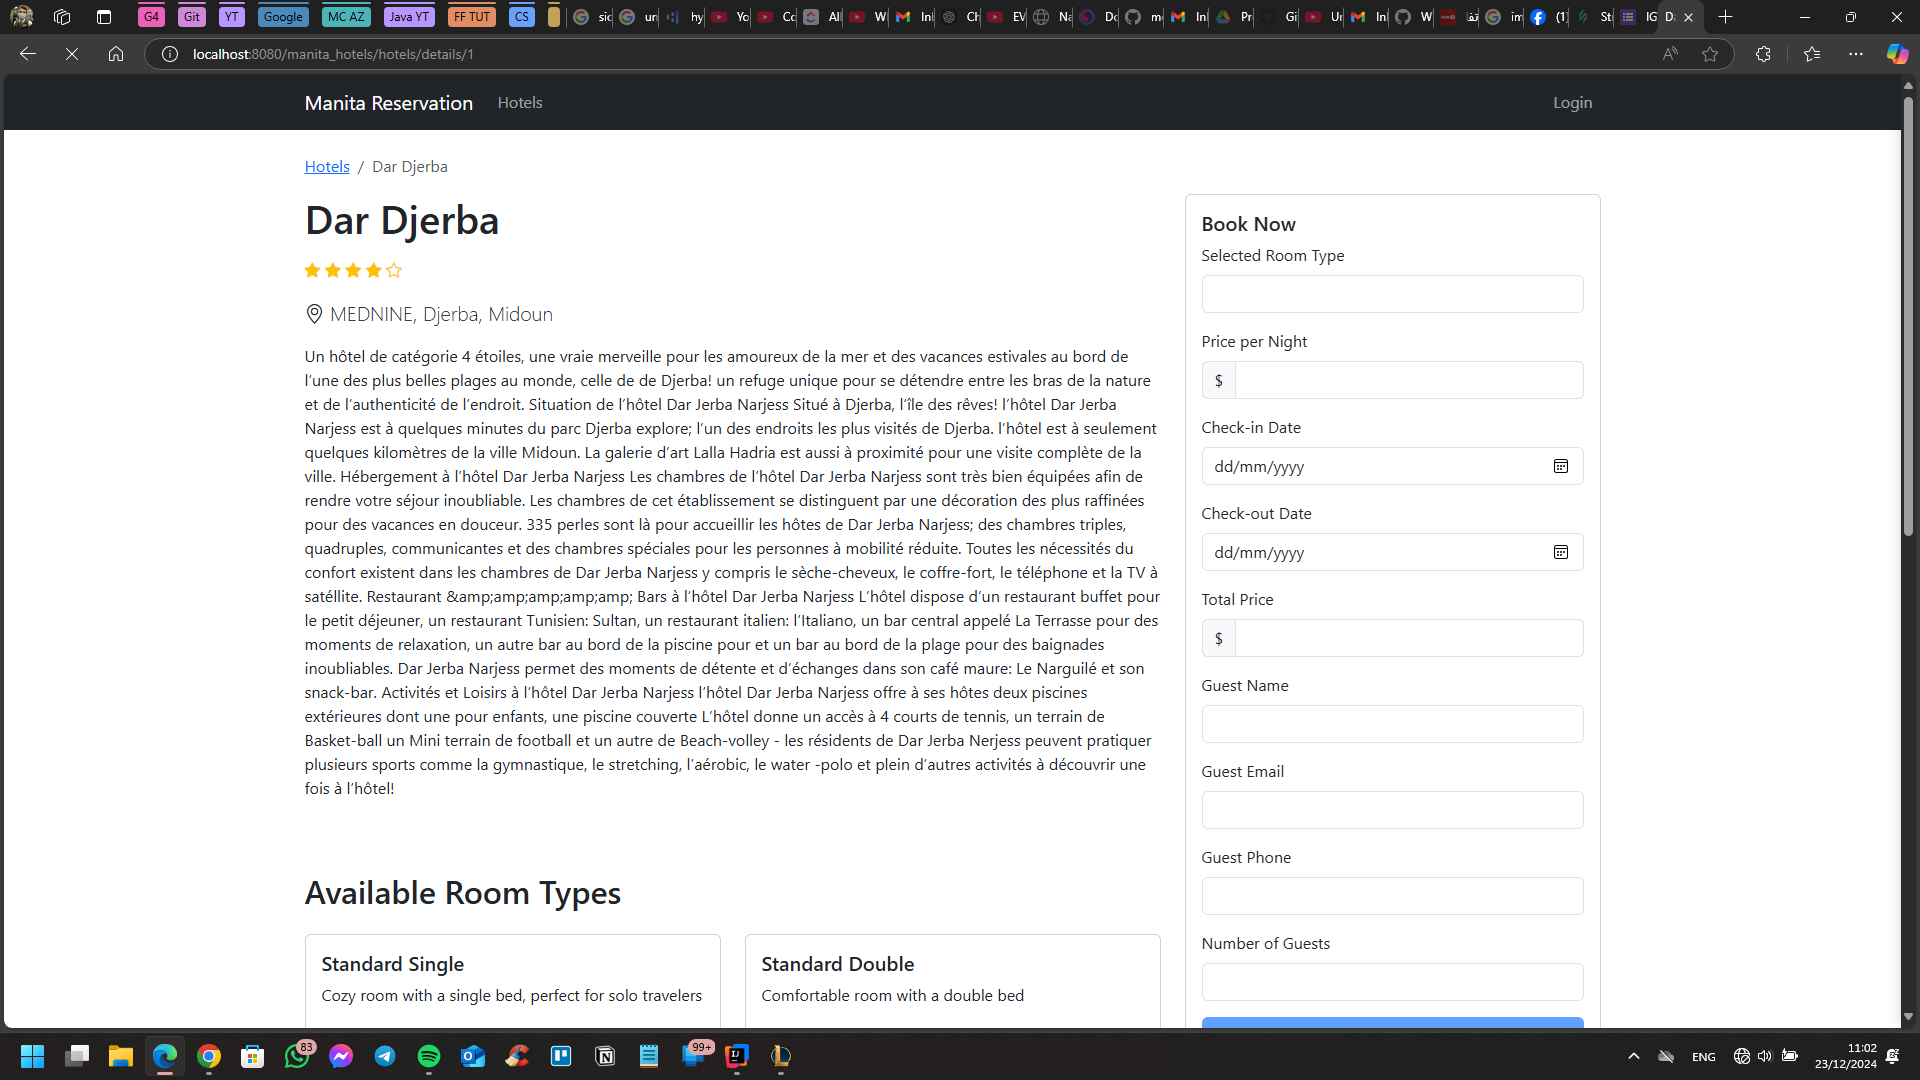 G4
Git
YT
Google
MC AZ
Java YT
FF TUT
CS
localhost:8080/manita_hotels/hotels/details/1
Manita Reservation
Hotels
Login
Hotels / Dar Djerba
Dar Djerba
MEDNINE, Djerba, Midoun
Un hôtel de catégorie 4 étoiles, une vraie merveille pour les amoureux de la mer et des vacances estivales au bord de
l’une des plus belles plages au monde, celle de de Djerba! un refuge unique pour se détendre entre les bras de la nature
et de l’authenticité de l’endroit. Situation de l’hôtel Dar Jerba Narjess Situé à Djerba, l’île des rêves! l’hôtel Dar Jerba
Narjess est à quelques minutes du parc Djerba explore; l’un des endroits les plus visités de Djerba. l’hôtel est à seulement
quelques kilomètres de la ville Midoun. La galerie d’art Lalla Hadria est aussi à proximité pour une visite complète de la
ville. Hébergement à l’hôtel Dar Jerba Narjess Les chambres de l’hôtel Dar Jerba Narjess sont très bien équipées afin de
rendre votre séjour inoubliable. Les chambres de cet établissement se distinguent par une décoration des plus raffinées
pour des vacances en douceur. 335 perles sont là pour accueillir les hôtes de Dar Jerba Narjess; des chambres triples,
quadruples, communicantes et des chambres spéciales pour les personnes à mobilité réduite. Toutes les nécessités du
confort existent dans les chambres de Dar Jerba Narjess y compris le sèche-cheveux, le coffre-fort, le téléphone et la TV à
satéllite. Restaurant &amp;amp;amp;amp;amp; Bars à l’hôtel Dar Jerba Narjess L’hôtel dispose d’un restaurant buffet pour
le petit déjeuner, un restaurant Tunisien: Sultan, un restaurant italien: l’Italiano, un bar central appelé La Terrasse pour des
moments de relaxation, un autre bar au bord de la piscine pour et un bar au bord de la plage pour des baignades
inoubliables. Dar Jerba Narjess permet des moments de détente et d’échanges dans son café maure: Le Narguilé et son
snack-bar. Activités et Loisirs à l’hôtel Dar Jerba Narjess l’hôtel Dar Jerba Narjess offre à ses hôtes deux piscines
extérieures dont une pour enfants, une piscine couverte L’hôtel donne un accès à 4 courts de tennis, un terrain de
Basket-ball un Mini terrain de football et un autre de Beach-volley - les résidents de Dar Jerba Nerjess peuvent pratiquer
plusieurs sports comme la gymnastique, le stretching, l’aérobic, le water -polo et plein d’autres activités à découvrir une
fois à l’hôtel!
Available Room Types
Standard Single
Cozy room with a single bed, perfect for solo travelers
Standard Double
Comfortable room with a double bed
Book Now
Selected Room Type
Price per Night
$
Check-in Date
dd/mm/yyyy
Check-out Date
dd/mm/yyyy
Total Price
$
Guest Name
Guest Email
Guest Phone
Number of Guests
83
99+
ENG
11:02
23/12/2024